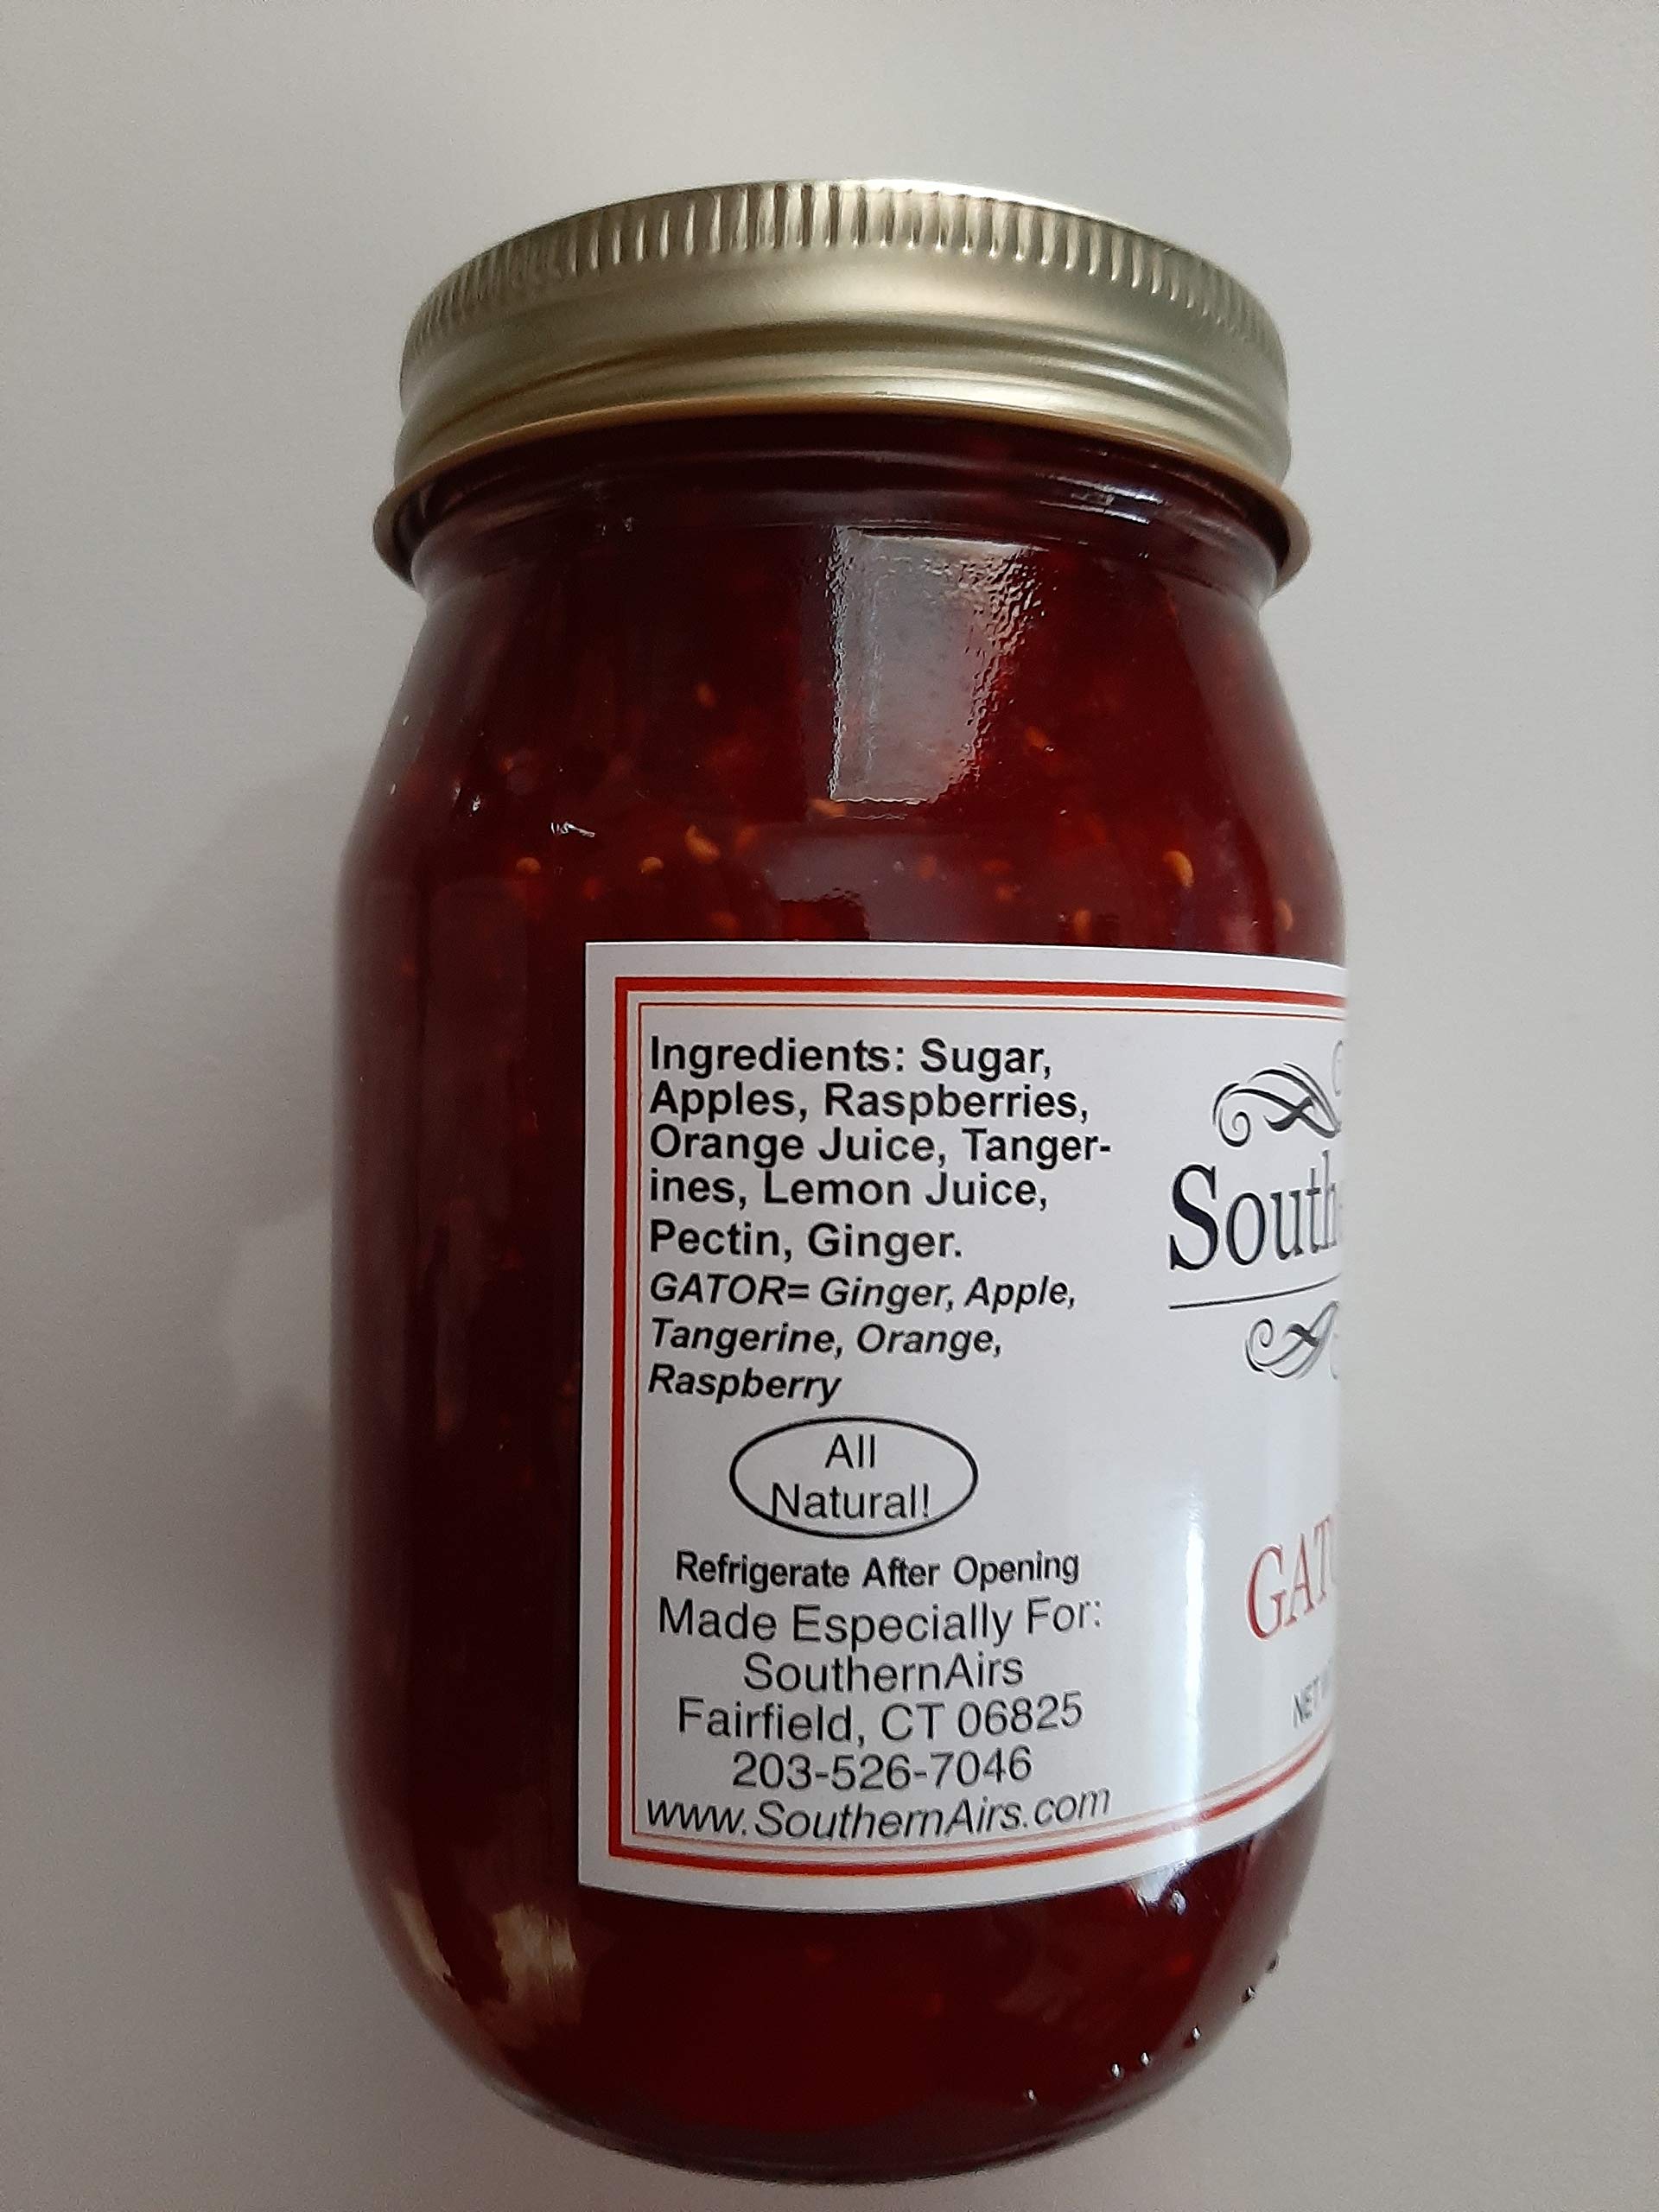 Ingredients: Sugar,
Apples, Raspberries,
Orange Juice, Tanger-
ines, Lemon Juice,
Pectin, Ginger.
GATOR= Ginger, Apple,
Tangerine, Orange,
Raspberry
All
Natural!
Refrigerate After Opening
Made Especially For:
SouthernAirs
Fairfield, CT 06825
203-526-7046
www.SouthernAirs.com